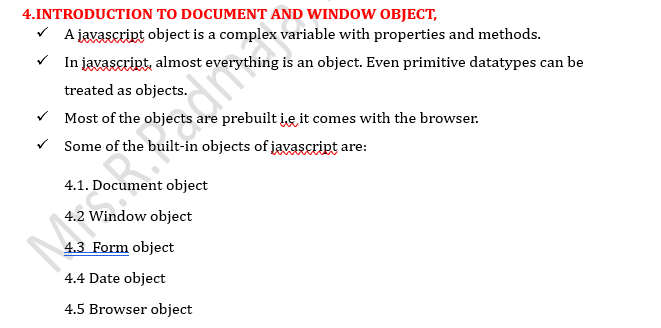 4.INTRODUCTION TO DOCUMENT AND WINDOW OBJECT,
✓ A javascript object is a complex variable with properties and methods.
✓ In javascript, almost everything is an object. Even primitive datatypes can be
treated as objects.
✓ Most of the objects are prebuilt i.e it comes with the browser.
✓ Some of the built-in objects of javascript are:
4.1. Document object
4.2 Window object
4.3 Form object
4.4 Date object
4.5 Browser object
Mrs.R.Padmaja,